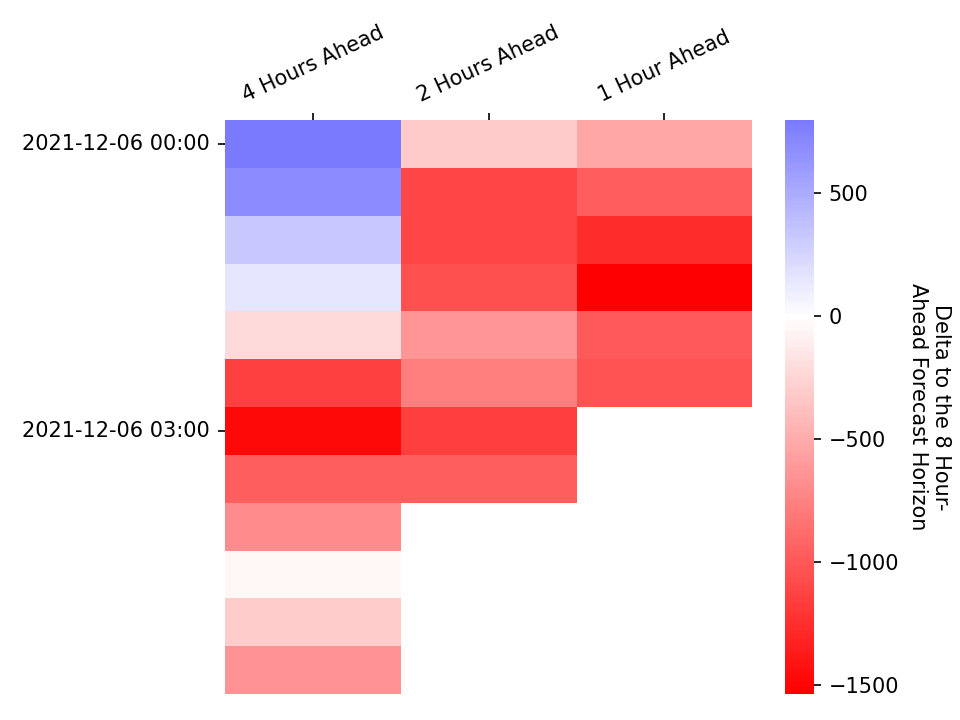 4 Hours Ahead
2 Hours Ahead
1 Hour Ahead
2021-12-06 00:00
2021-12-06 03:00
500
0
−500
−1000
−1500
Delta to the 8 Hour-
Ahead Forecast Horizon